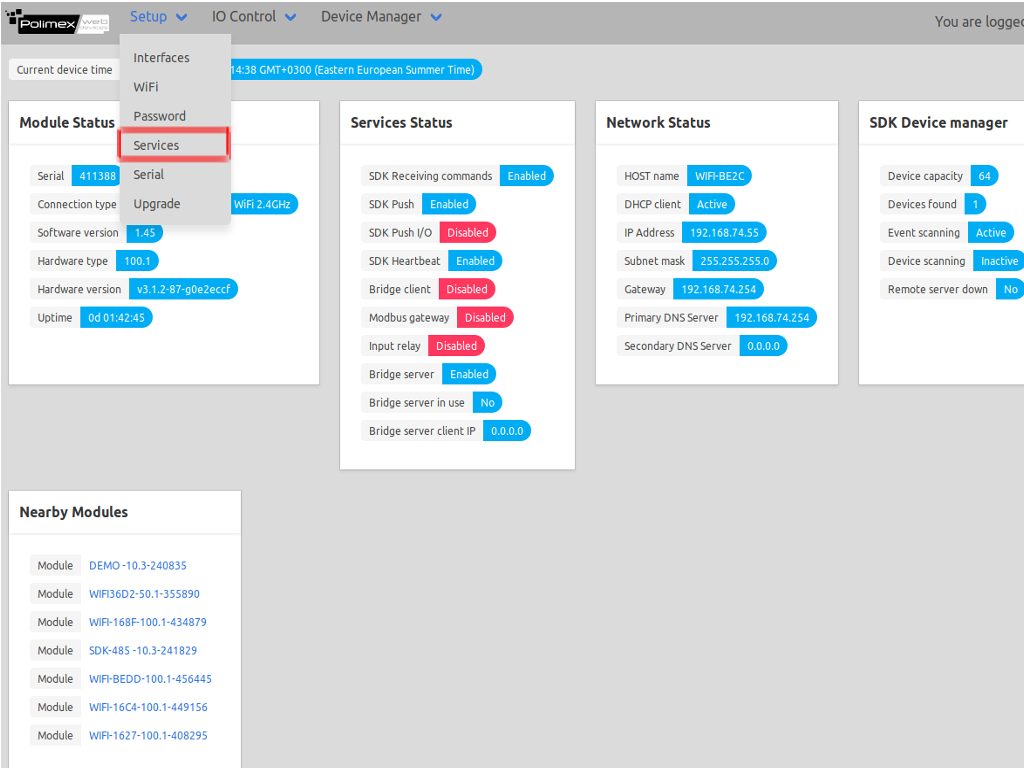 Polimex web
Setup
IO Control
Device Manager
You are logged
Interfaces
WiFi
Password
Services
Serial
Upgrade
Current device time
14:38 GMT+0300 (Eastern European Summer Time)
Module Status
Serial 411388
Connection type WiFi 2.4GHz
Software version 1.45
Hardware type 100.1
Hardware version v3.1.2-87-g0e2eccf
Uptime 0d 01:42:45
Services Status
SDK Receiving commands Enabled
SDK Push Enabled
SDK Push I/O Disabled
SDK Heartbeat Enabled
Bridge client Disabled
Modbus gateway Disabled
Input relay Disabled
Bridge server Enabled
Bridge server in use No
Bridge server client IP 0.0.0.0
Network Status
HOST name WIFI-BE2C
DHCP client Active
IP Address 192.168.74.55
Subnet mask 255.255.255.0
Gateway 192.168.74.254
Primary DNS Server 192.168.74.254
Secondary DNS Server 0.0.0.0
SDK Device manager
Device capacity 64
Devices found 1
Event scanning Active
Device scanning Inactive
Remote server down No
Nearby Modules
Module DEMO -10.3-240835
Module WIFI36D2-50.1-355890
Module WIFI-168F-100.1-434879
Module SDK-485 -10.3-241829
Module WIFI-BEDD-100.1-456445
Module WIFI-16C4-100.1-449156
Module WIFI-1627-100.1-408295